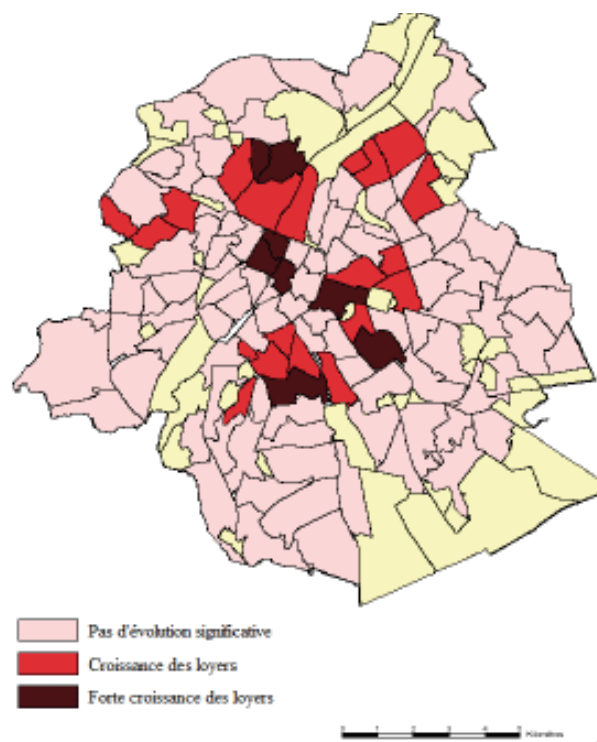 Pas d'évolution significative
Croissance des loyers
Forte croissance des loyers